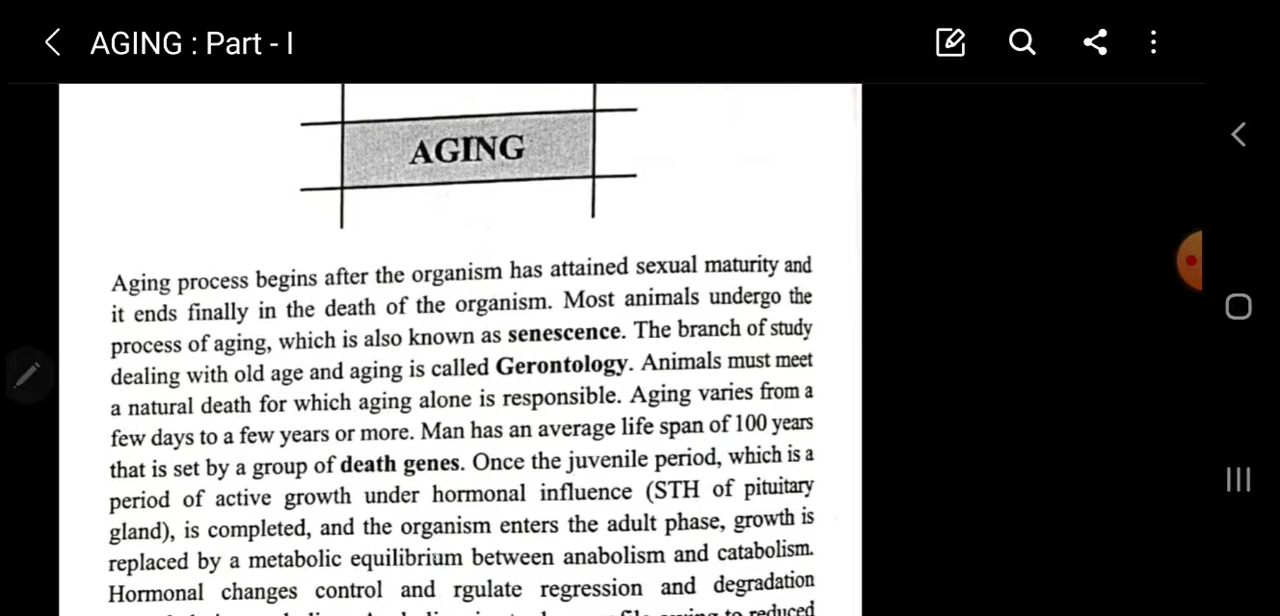 AGING : Part - I
AGING
Aging process begins after the organism has attained sexual maturity and
it ends finally in the death of the organism. Most animals undergo the
process of aging, which is also known as senescence. The branch of study
dealing with old age and aging is called Gerontology. Animals must meet
a natural death for which aging alone is responsible. Aging varies from a
few days to a few years or more. Man has an average life span of 100 years
that is set by a group of death genes. Once the juvenile period, which is a
period of active growth under hormonal influence (STH of pituitary
gland), is completed, and the organism enters the adult phase, growth is
replaced by a metabolic equilibrium between anabolism and catabolism.
Hormonal changes control and rgulate regression and degradation
to reduced